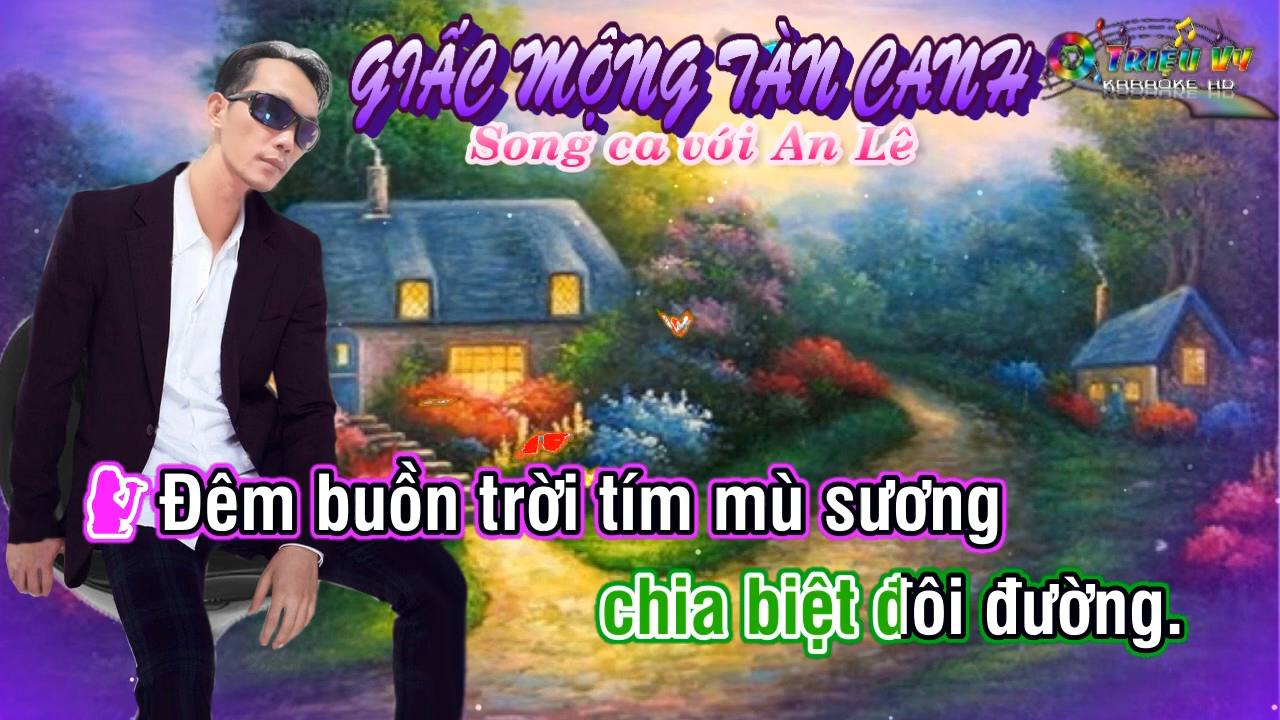 GIẤC MỘNG TÀN CANH
TRIỆU VY
KARAOKE HD
Song ca với An Lê
Đêm buồn trời tím mù sương
chia biệt đôi đường.